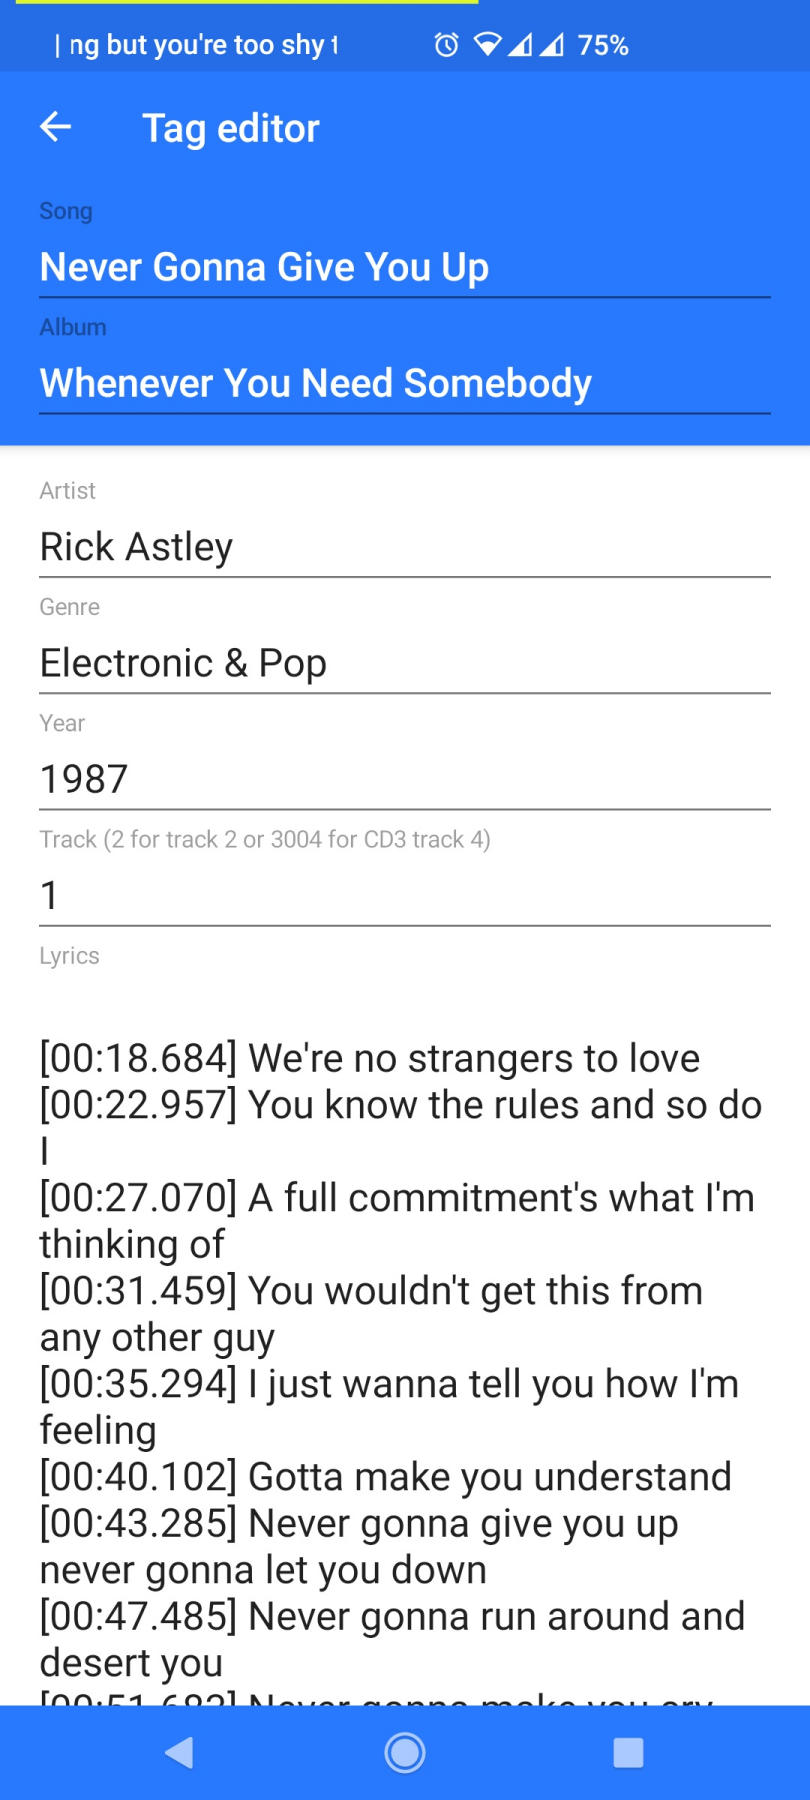 | ng but you're too shy t
75%
Tag editor
Song
Never Gonna Give You Up
Album
Whenever You Need Somebody
Artist
Rick Astley
Genre
Electronic & Pop
Year
1987
Track (2 for track 2 or 3004 for CD3 track 4)
1
Lyrics
[00:18.684] We're no strangers to love
[00:22.957] You know the rules and so do
I
[00:27.070] A full commitment's what I'm
thinking of
[00:31.459] You wouldn't get this from
any other guy
[00:35.294] I just wanna tell you how I'm
feeling
[00:40.102] Gotta make you understand
[00:43.285] Never gonna give you up
never gonna let you down
[00:47.485] Never gonna run around and
desert you
Never gonna make you cry